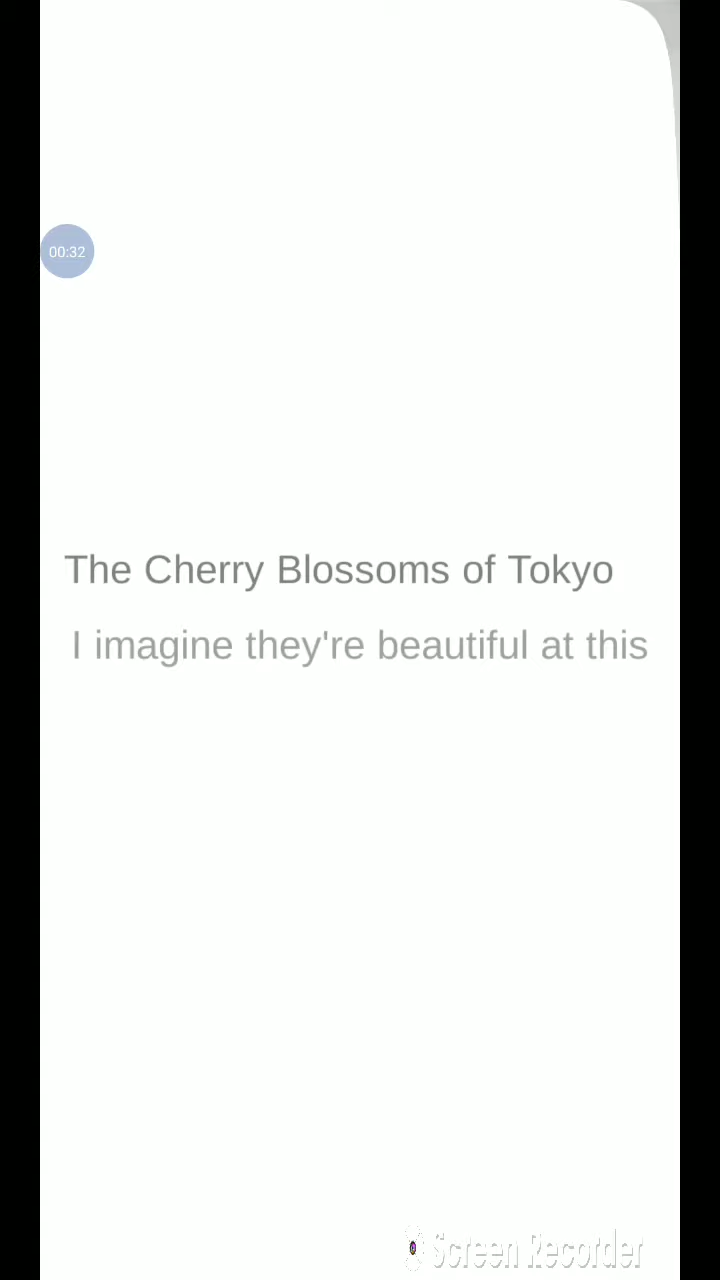 00:32
The Cherry Blossoms of Tokyo
I imagine they're beautiful at this
Screen Recorder